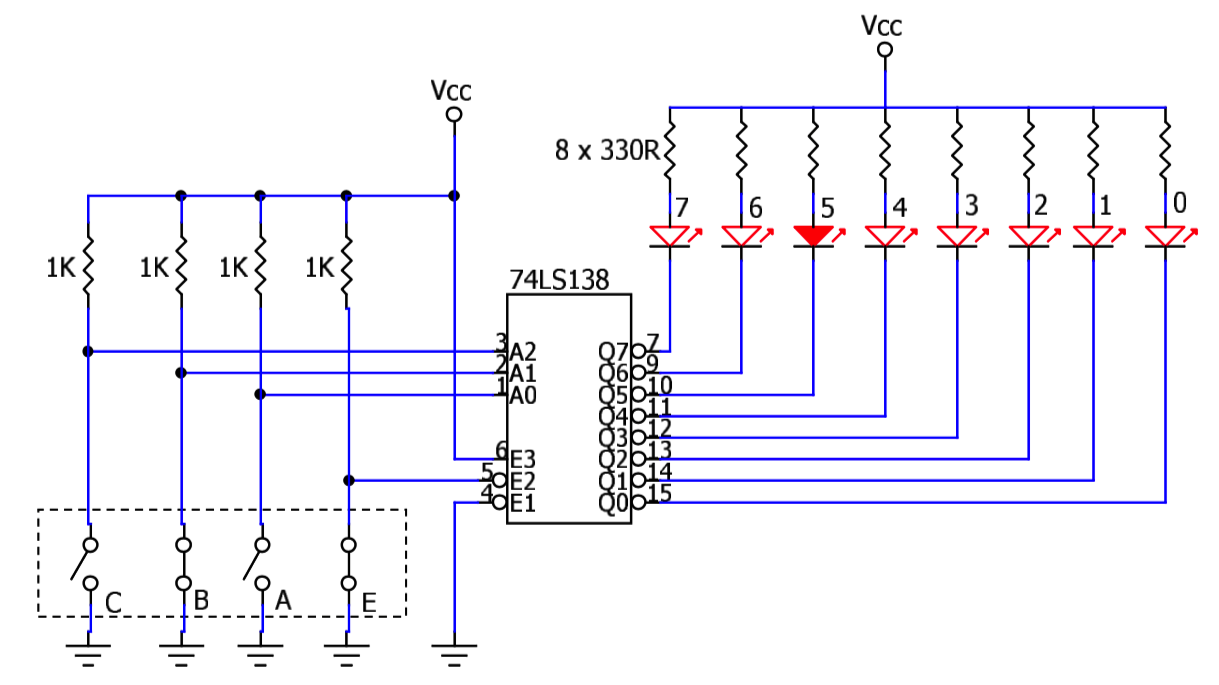 Vcc
Vcc
8 x 330R
7 6 5 4 3 2 1 0
1K 1K 1K 1K
74LS138
3 A2 Q7 7
2 A1 Q6 9
1 A0 Q5 10
Q4 11
Q3 12
6 E3 Q2 13
5 E2 Q1 14
4 E1 Q0 15
C B A E